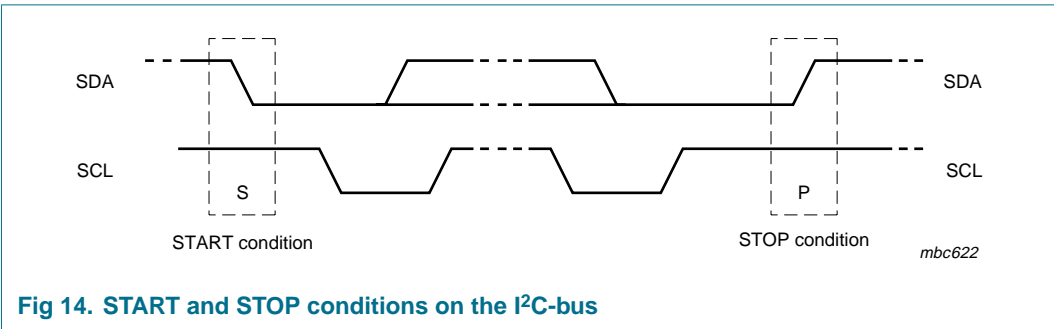 SDA
SDA
SCL
SCL
S
P
START condition
STOP condition
mbc622
Fig 14. START and STOP conditions on the I²C-bus